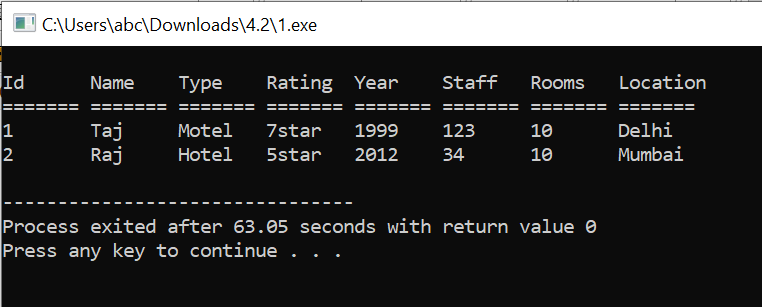 C:\Users\abc\Downloads\4.2\1.exe
Id      Name    Type    Rating  Year    Staff   Rooms   Location
======= ======= ======= ======= ======= ======= ======= =======
1       Taj     Motel   7star   1999    123     10      Delhi
2       Raj     Hotel   5star   2012    34      10      Mumbai
--------------------------------
Process exited after 63.05 seconds with return value 0
Press any key to continue . . .